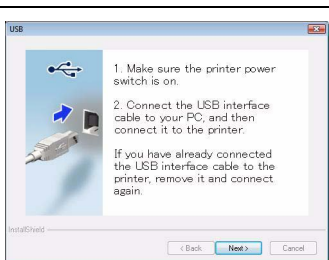 USB
1. Make sure the printer power
switch is on.
2. Connect the USB interface
cable to your PC, and then
connect it to the printer.
If you have already connected
the USB interface cable to the
printer, remove it and connect
again.
InstallShield
< Back
Next >
Cancel